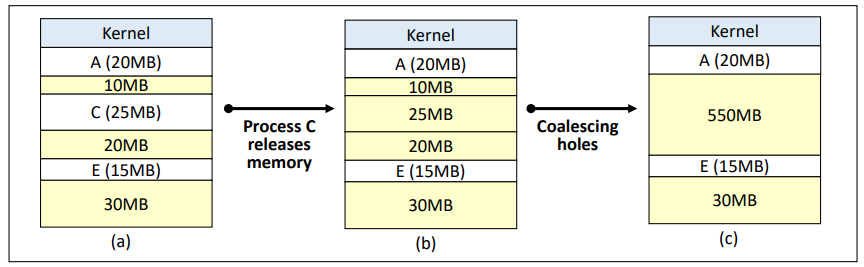 Kernel
A (20MB)
10MB
C (25MB)
20MB
E (15MB)
30MB
(a)
Process C
releases
memory
Kernel
A (20MB)
10MB
25MB
20MB
E (15MB)
30MB
(b)
Coalescing
holes
Kernel
A (20MB)
550MB
E (15MB)
30MB
(c)